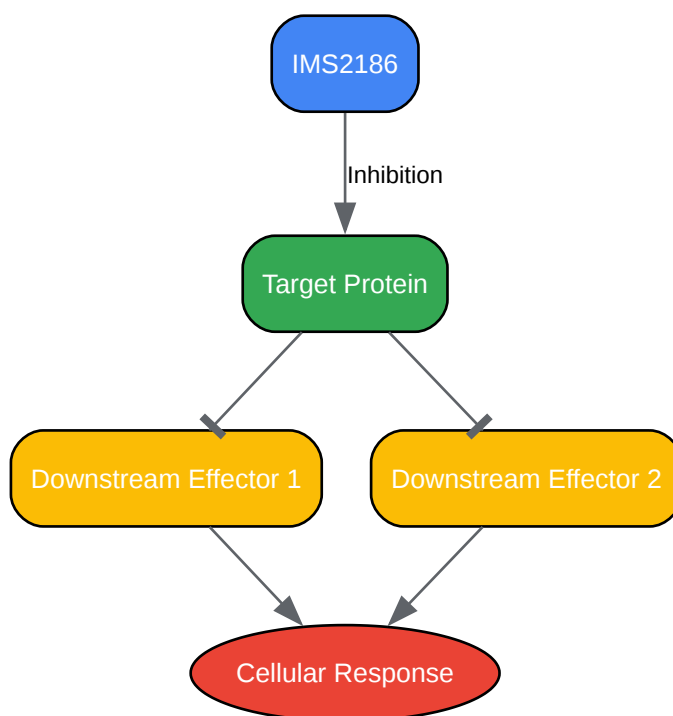 IMS2186
Inhibition
Target Protein
Downstream Effector 1
Downstream Effector 2
Cellular Response